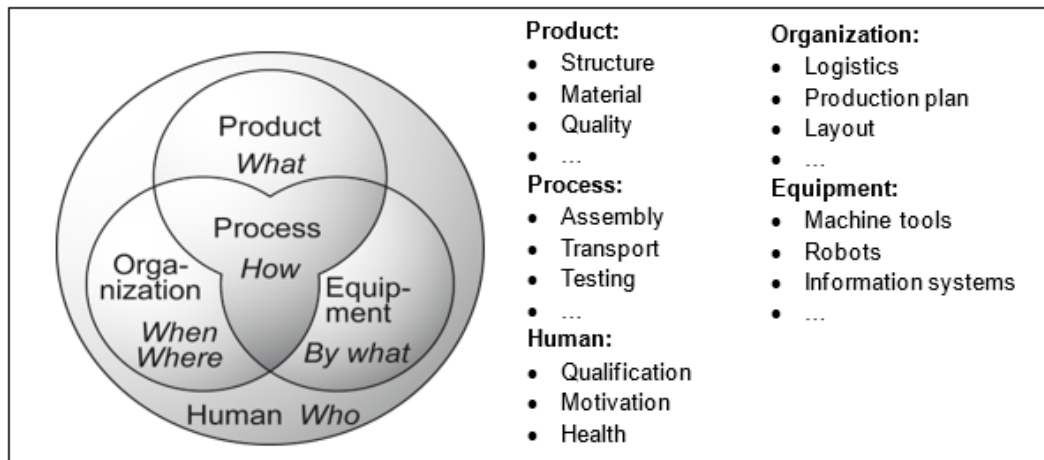 Product
What
Process
How
Orga-
nization
When
Where
Equip-
ment
By what
Human Who
Product:
• Structure
• Material
• Quality
• ...
Process:
• Assembly
• Transport
• Testing
• ...
Human:
• Qualification
• Motivation
• Health
Organization:
• Logistics
• Production plan
• Layout
• ...
Equipment:
• Machine tools
• Robots
• Information systems
• ...